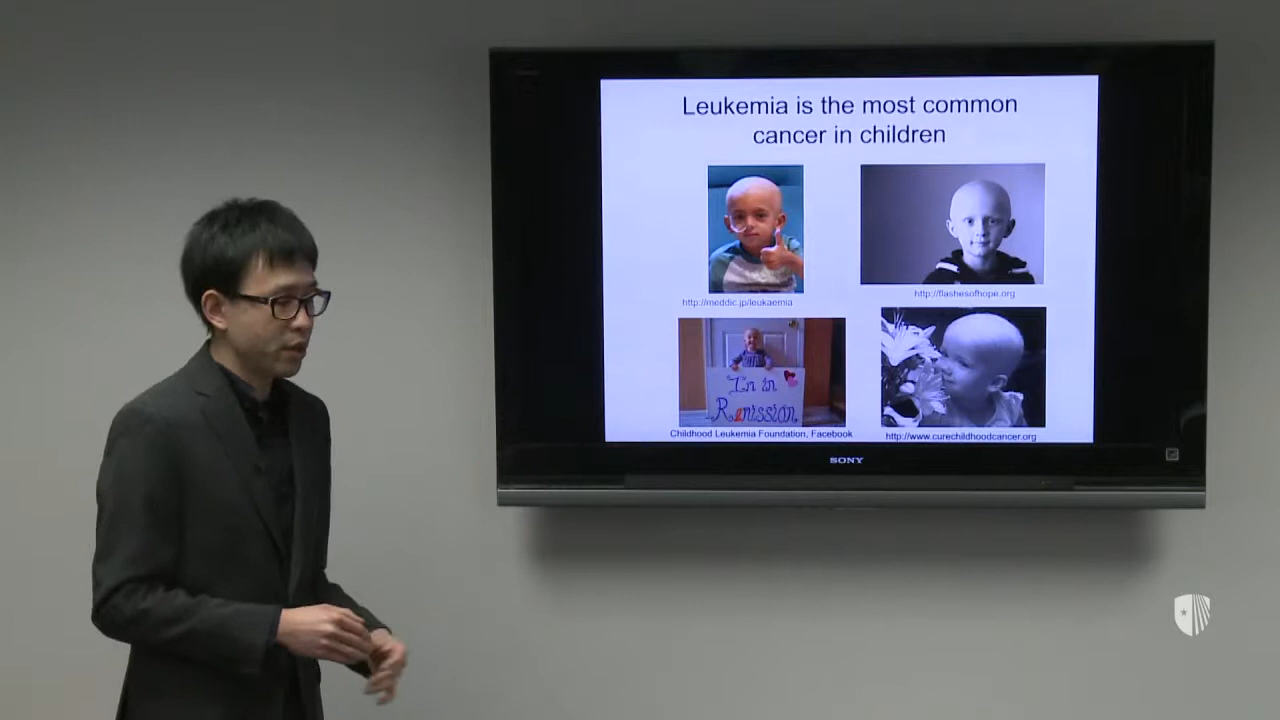 Leukemia is the most common
cancer in children
http://meddic.jp/leukaemia
http://flashesofhope.org
I'm in
Remission
Childhood Leukemia Foundation, Facebook
http://www.curechildhoodcancer.org
SONY